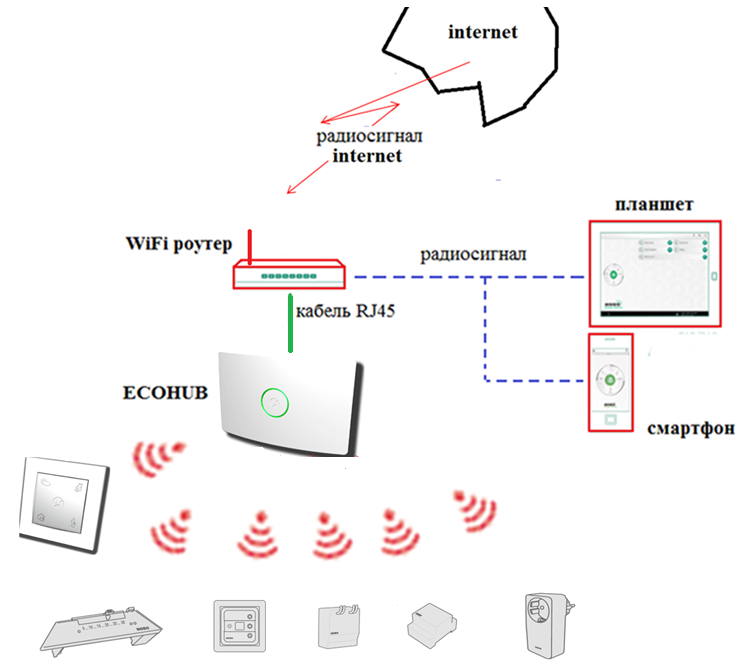 internet
радиосигнал
internet
планшет
WiFi роутер
радиосигнал
кабель RJ45
ECOHUB
смартфон